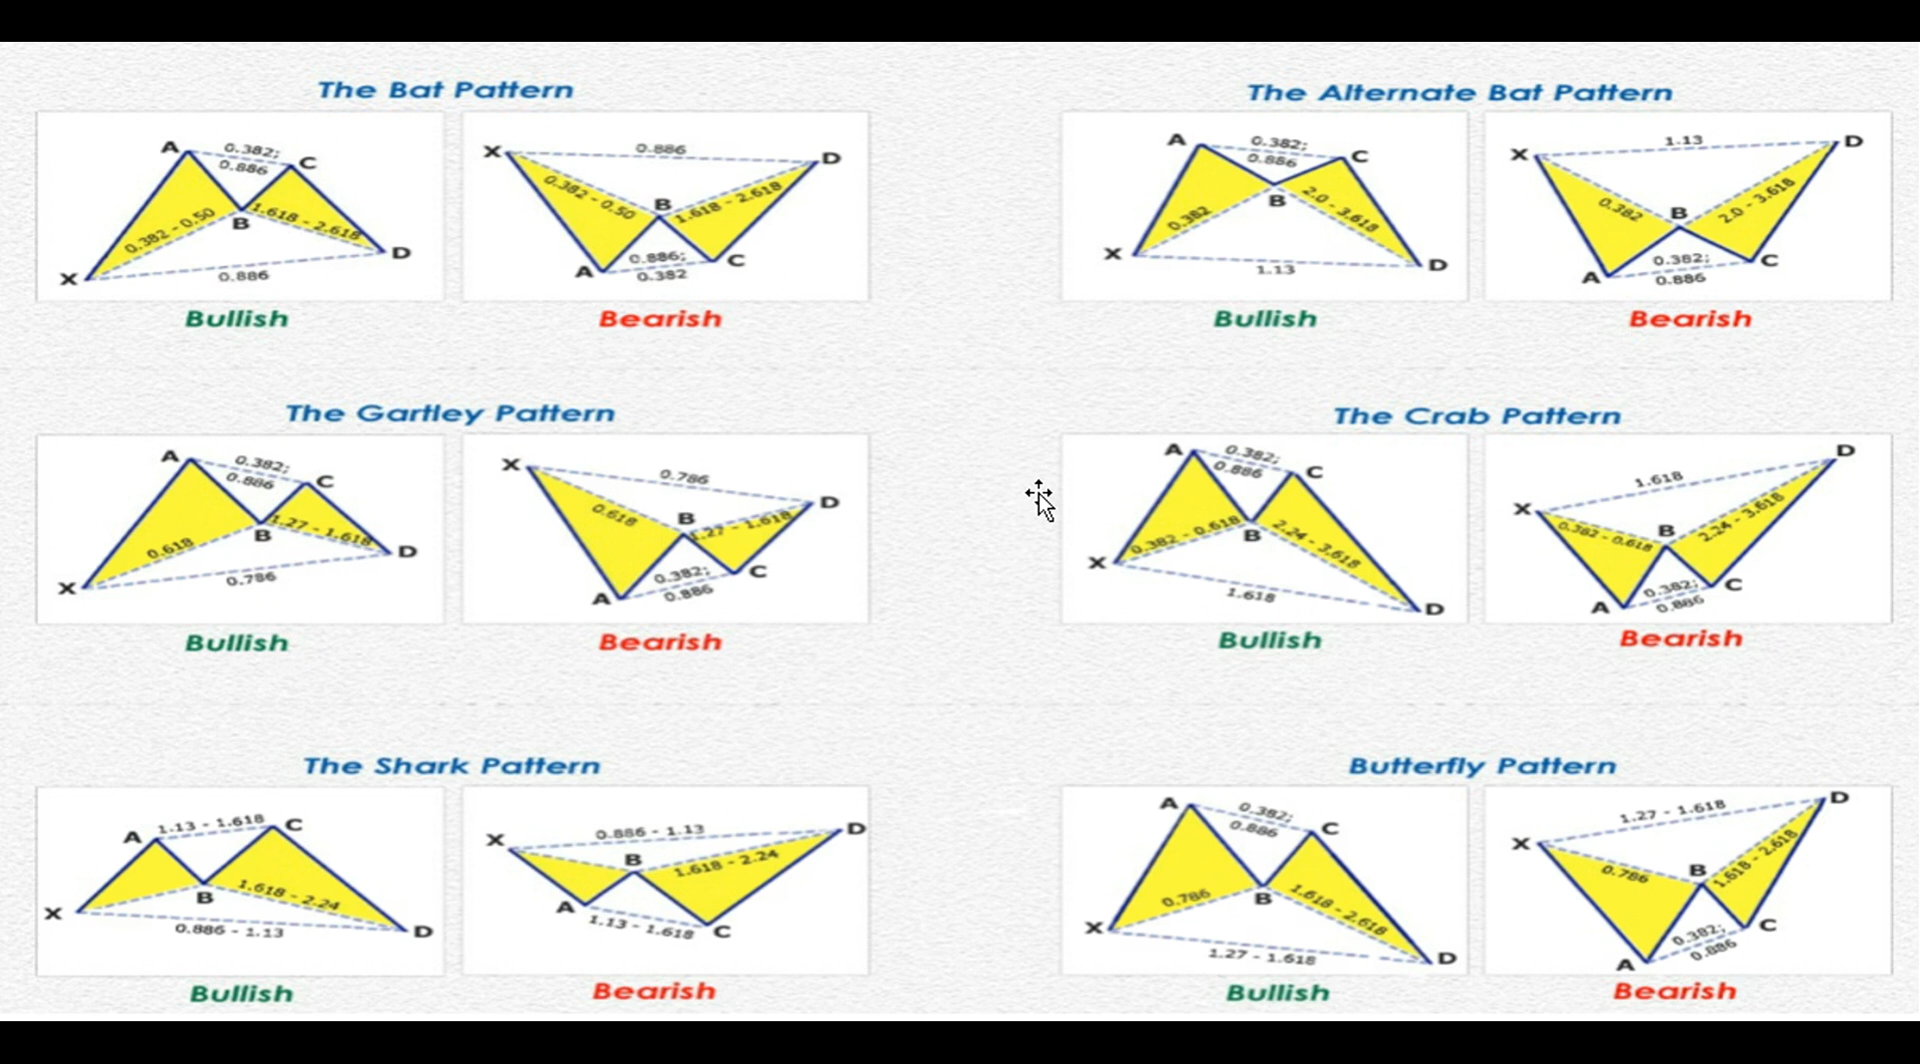 The Bat Pattern
A
0.382;
0.886
C
0.382 - 0.50
1.618 - 2.618
B
X
D
0.886
Bullish
X
0.886
D
0.382 - 0.50
1.618 - 2.618
B
A
0.886;
0.382
C
Bearish
The Alternate Bat Pattern
A
0.382;
0.886
C
0.382
2.0 - 3.618
B
X
D
1.13
Bullish
X
1.13
D
0.382
2.0 - 3.618
B
A
0.382;
0.886
C
Bearish
The Gartley Pattern
A
0.382;
0.886
C
0.618
1.27 - 1.618
B
X
D
0.786
Bullish
X
0.786
D
0.618
1.27 - 1.618
B
A
0.382;
0.886
C
Bearish
The Crab Pattern
A
0.382;
0.886
C
0.382 - 0.618
2.24 - 3.618
B
X
D
1.618
Bullish
X
1.618
D
0.382 - 0.618
2.24 - 3.618
B
A
0.382;
0.886
C
Bearish
The Shark Pattern
A
1.13 - 1.618
C
1.618 - 2.24
B
X
D
0.886 - 1.13
Bullish
X
0.886 - 1.13
D
1.618 - 2.24
B
A
1.13 - 1.618
C
Bearish
Butterfly Pattern
A
0.382;
0.886
C
0.786
1.618 - 2.618
B
X
D
1.27 - 1.618
Bullish
X
1.27 - 1.618
D
0.786
1.618 - 2.618
B
A
0.382;
0.886
C
Bearish